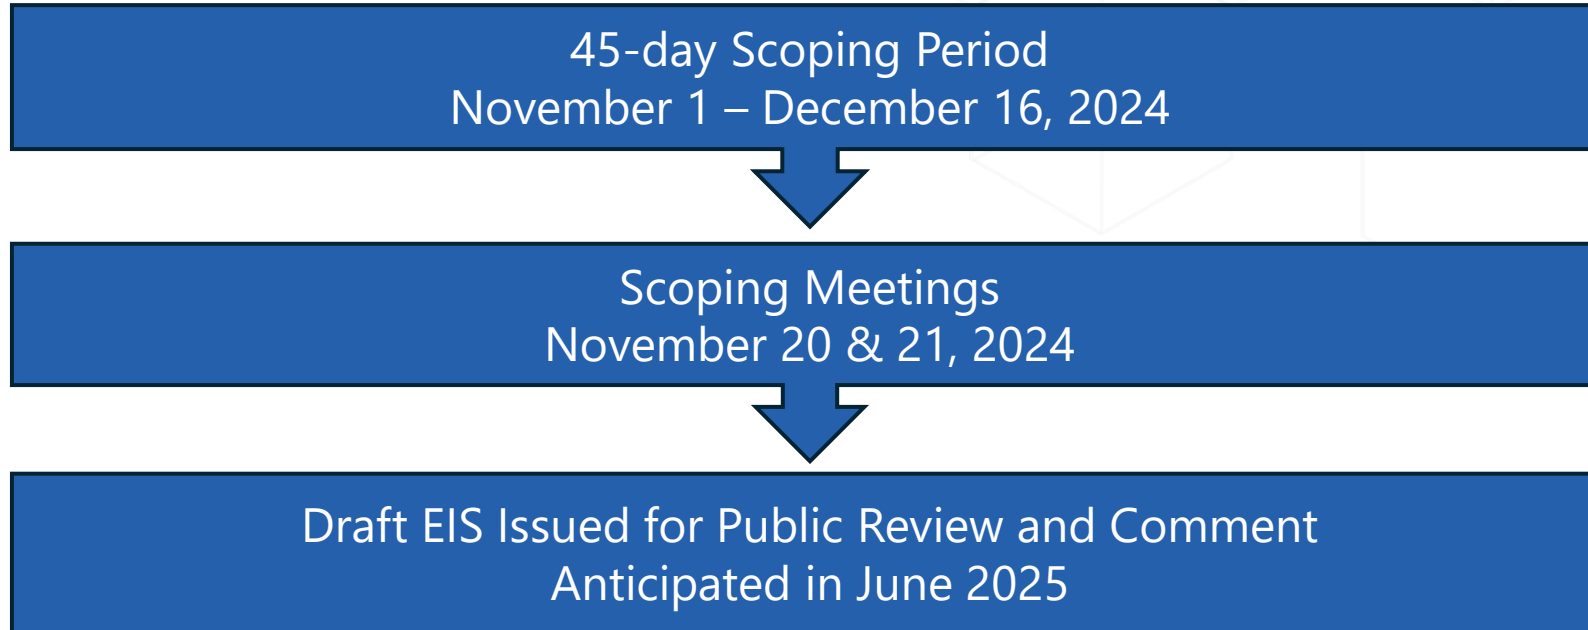 45-day Scoping Period
November 1 – December 16, 2024
Scoping Meetings
November 20 & 21, 2024
Draft EIS Issued for Public Review and Comment
Anticipated in June 2025